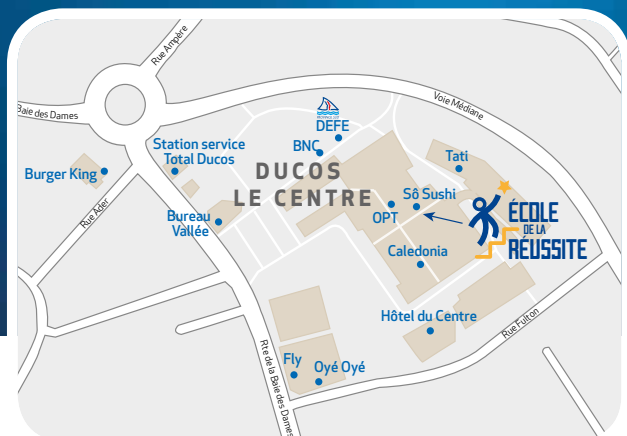 Rue Ampère
Baie des Dames
Voie Médiane
DEFE
Station service
Total Ducos
BNC
Tati
DUCOS
LE CENTRE
Burger King
Rue Ader
Sô Sushi
OPT
Bureau
Vallée
ÉCOLE
DE LA
RÉUSSITE
Caledonia
Hôtel du Centre
Rue Fulton
Rte de la Baie des Dames
Fly
Oyé Oyé